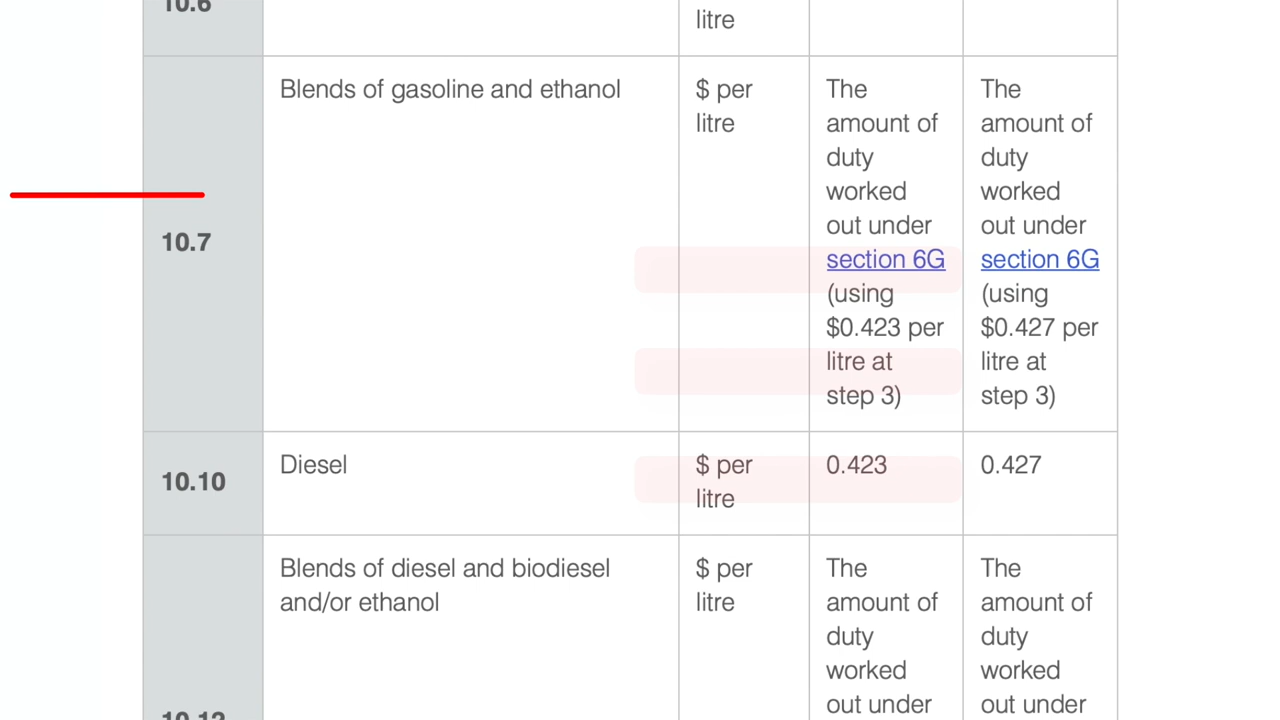 10.6
litre
Blends of gasoline and ethanol
$ per
litre
The
amount of
duty
worked
out under
section 6G
(using
$0.423 per
litre at
step 3)
The
amount of
duty
worked
out under
section 6G
(using
$0.427 per
litre at
step 3)
10.7
Diesel
$ per
litre
0.423
0.427
10.10
Blends of diesel and biodiesel
and/or ethanol
$ per
litre
The
amount of
duty
worked
out under
The
amount of
duty
worked
out under
10.12